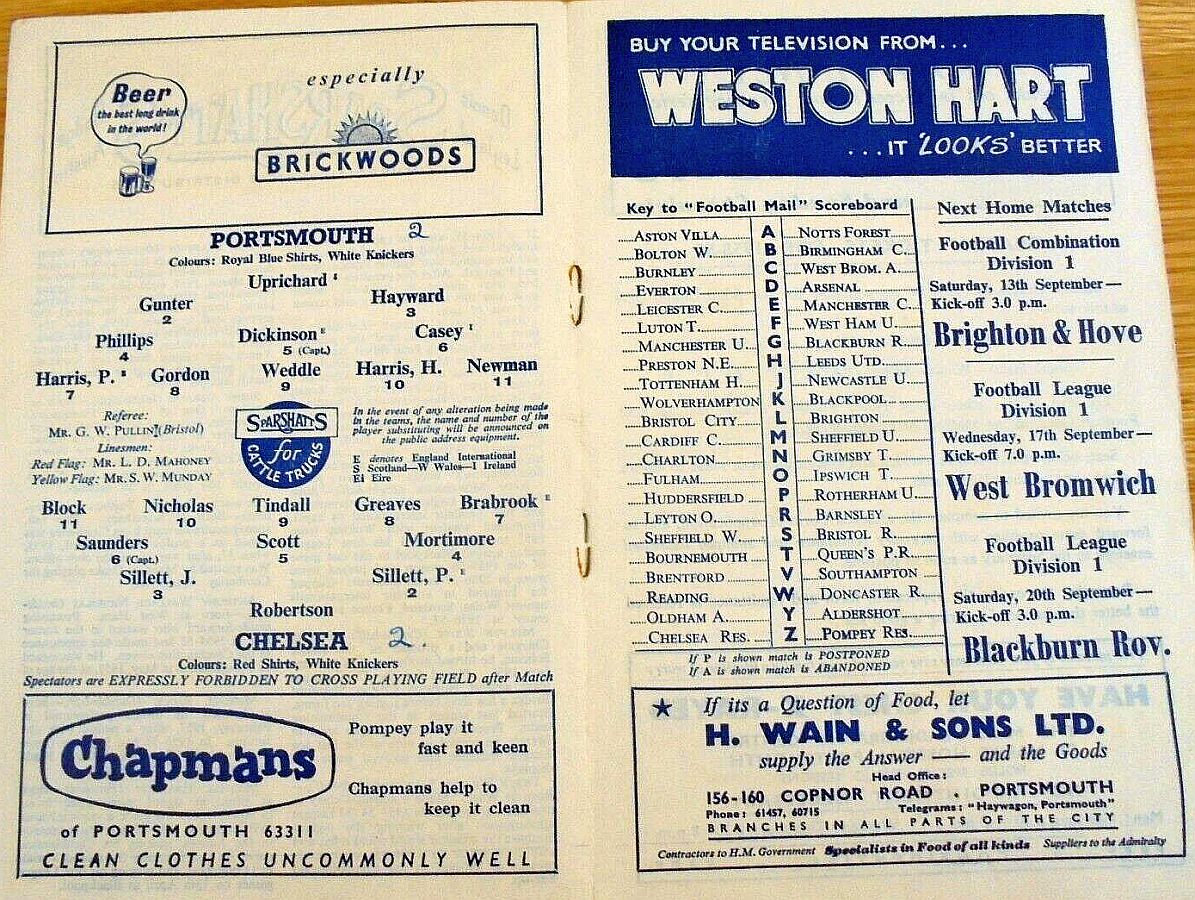 Beer
the best long drink
in the world!
especially
BRICKWOODS
PORTSMOUTH 2
Colours: Royal Blue Shirts, White Knickers
Uprichard I
Gunter Hayward
2 3
Phillips Dickinson E Casey I
4 5 (Capt.) 6
Harris, P. E Gordon Weddle Harris, H. Newman
7 8 9 10 11
Referee:
MR. G. W. PULLIN (Bristol)
Linesmen:
Red Flag: MR. L. D. MAHONEY
Yellow Flag: MR. S. W. MUNDAY
SPARSHATTS
for
CATTLE TRUCKS
In the event of any alteration being made
in the teams, the name and number of the
player substituting will be announced on
the public address equipment.
E denotes England International
S Scotland—W Wales—I Ireland
Ei Eire
Block Nicholas Tindall Greaves Brabrook E
11 10 9 8 7
Saunders Scott Mortimore
6 (Capt.) 5 4
Sillett, J. Sillett, P. E
3 2
Robertson
CHELSEA 2.
Colours: Red Shirts, White Knickers
Spectators are EXPRESSLY FORBIDDEN TO CROSS PLAYING FIELD after Match
Chapmans
of PORTSMOUTH 63311
Pompey play it
fast and keen
Chapmans help to
keep it clean
CLEAN CLOTHES UNCOMMONLY WELL
BUY YOUR TELEVISION FROM...
WESTON HART
...IT 'LOOKS' BETTER
Key to "Football Mail" Scoreboard
ASTON VILLA A NOTTS FOREST
BOLTON W. B BIRMINGHAM C.
BURNLEY C WEST BROM. A.
EVERTON D ARSENAL
LEICESTER C. E MANCHESTER C.
LUTON T. F WEST HAM U.
MANCHESTER U. G BLACKBURN R.
PRESTON N.E. H LEEDS UTD.
TOTTENHAM H. J NEWCASTLE U.
WOLVERHAMPTON K BLACKPOOL
BRISTOL CITY L BRIGHTON
CARDIFF C. M SHEFFIELD U.
CHARLTON N GRIMSBY T.
FULHAM O IPSWICH T.
HUDDERSFIELD P ROTHERHAM U.
LEYTON O. R BARNSLEY
SHEFFIELD W. S BRISTOL R.
BOURNEMOUTH T QUEEN'S P.R.
BRENTFORD V SOUTHAMPTON
READING W DONCASTER R.
OLDHAM A. Y ALDERSHOT
CHELSEA RES. Z POMPEY RES.
If P is shown match is POSTPONED
If A is shown match is ABANDONED
Next Home Matches
Football Combination
Division 1
Saturday, 13th September—
Kick-off 3.0 p.m.
Brighton & Hove
Football League
Division 1
Wednesday, 17th September—
Kick-off 7.0 p.m.
West Bromwich
Football League
Division 1
Saturday, 20th September—
Kick-off 3.0 p.m.
Blackburn Rov.
If its a Question of Food, let
H. WAIN & SONS LTD.
supply the Answer — and the Goods
Head Office:
156-160 COPNOR ROAD . PORTSMOUTH
Phone: 61457, 60715 Telegrams: "Haywagon, Portsmouth"
BRANCHES IN ALL PARTS OF THE CITY
Contractors to H.M. Government Specialists in Food of all kinds Suppliers to the Admiralty